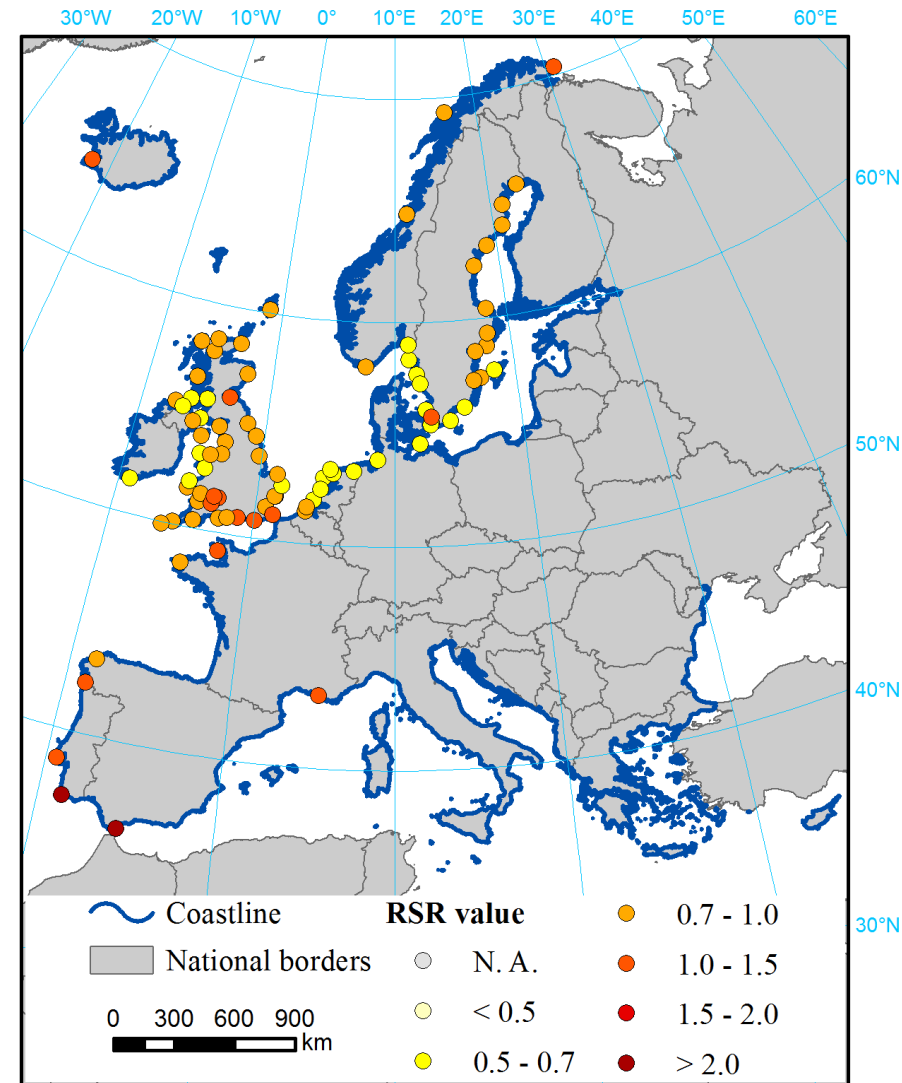 30°W 20°W 10°W 0° 10°E 20°E 30°E 40°E 50°E 60°E
60°N
50°N
40°N
30°N
Coastline
National borders
0 300 600 900
km
RSR value
N. A.
< 0.5
0.5 - 0.7
0.7 - 1.0
1.0 - 1.5
1.5 - 2.0
> 2.0